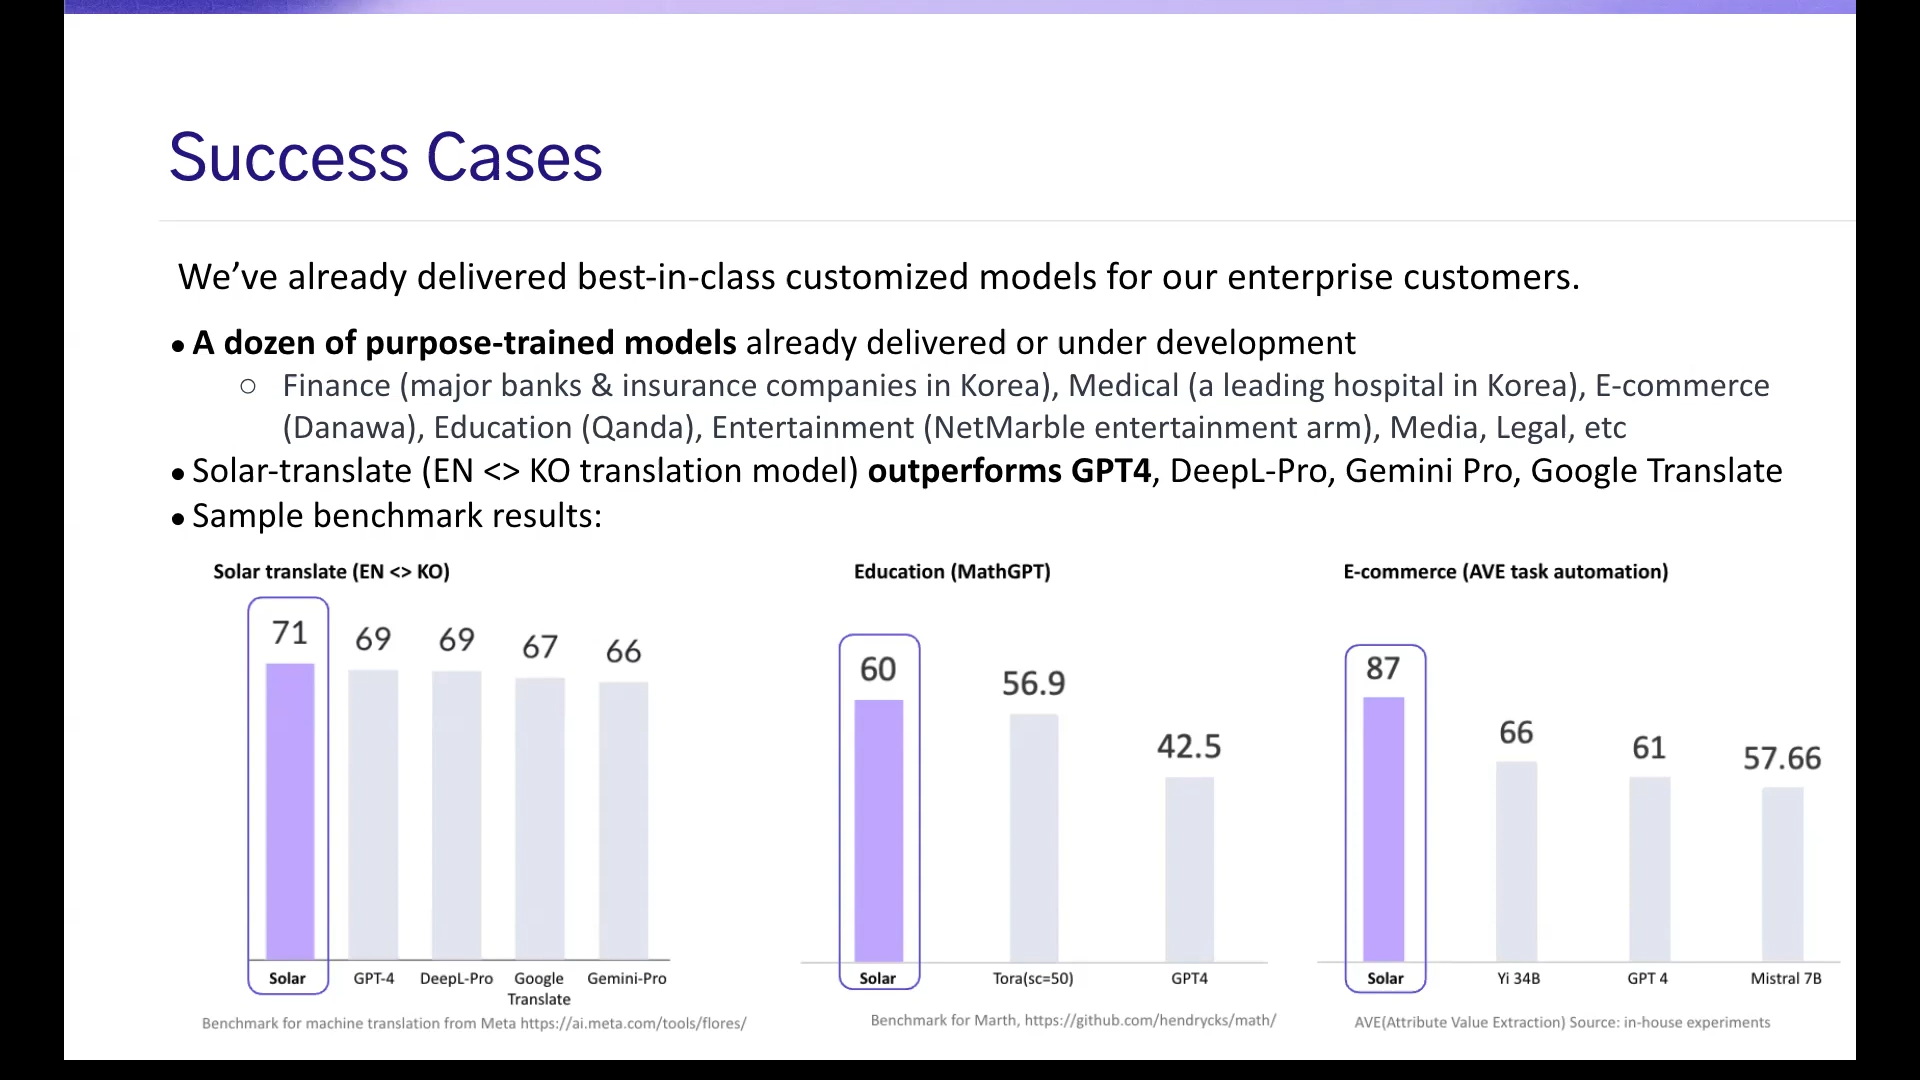 Success Cases
We’ve already delivered best-in-class customized models for our enterprise customers.
● A dozen of purpose-trained models already delivered or under development
○ Finance (major banks & insurance companies in Korea), Medical (a leading hospital in Korea), E-commerce
(Danawa), Education (Qanda), Entertainment (NetMarble entertainment arm), Media, Legal, etc
● Solar-translate (EN <> KO translation model) outperforms GPT4, DeepL-Pro, Gemini Pro, Google Translate
● Sample benchmark results:
Solar translate (EN <> KO)
71 69 69 67 66
Solar GPT-4 DeepL-Pro Google Gemini-Pro
Translate
Benchmark for machine translation from Meta https://ai.meta.com/tools/flores/
Education (MathGPT)
60 56.9 42.5
Solar Tora(sc=50) GPT4
Benchmark for Marth, https://github.com/hendrycks/math/
E-commerce (AVE task automation)
87 66 61 57.66
Solar Yi 34B GPT 4 Mistral 7B
AVE(Attribute Value Extraction) Source: in-house experiments